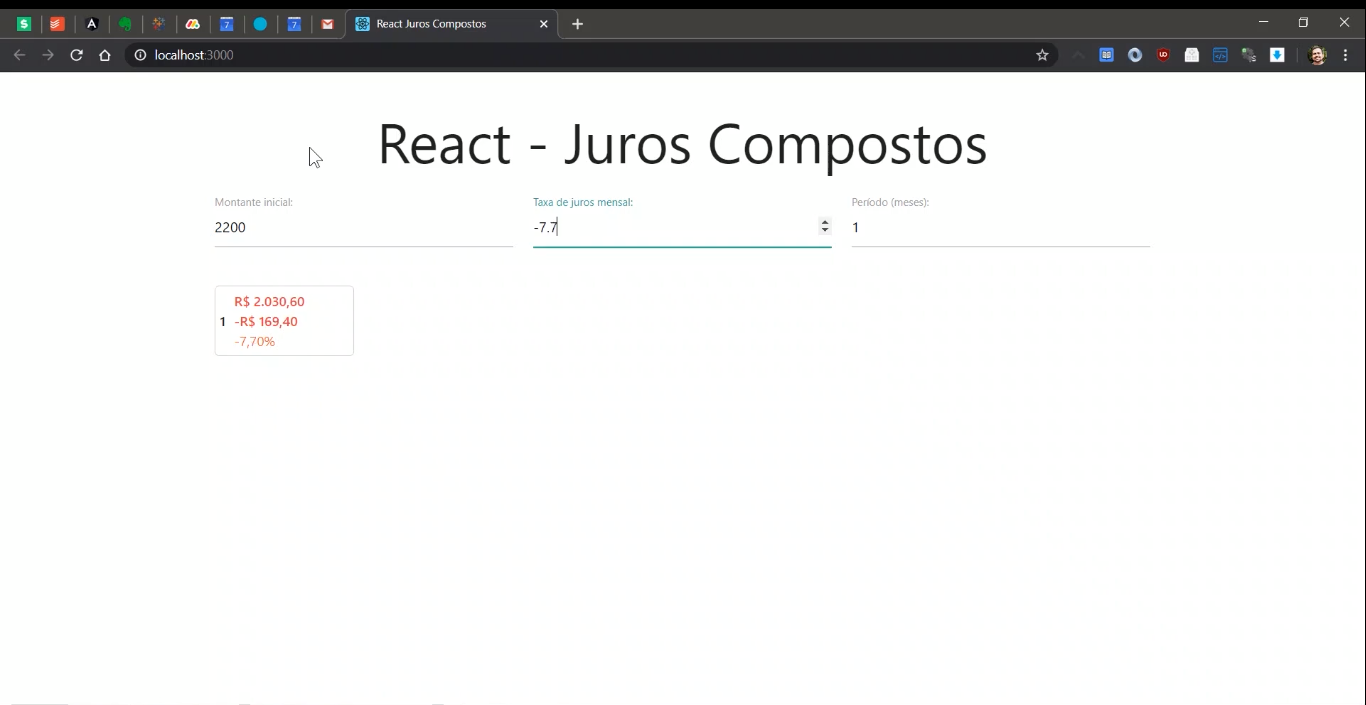 React Juros Compostos
localhost:3000
React - Juros Compostos
Montante inicial:
2200
Taxa de juros mensal:
-7.7
Período (meses):
1
R$ 2.030,60
1 -R$ 169,40
-7,70%